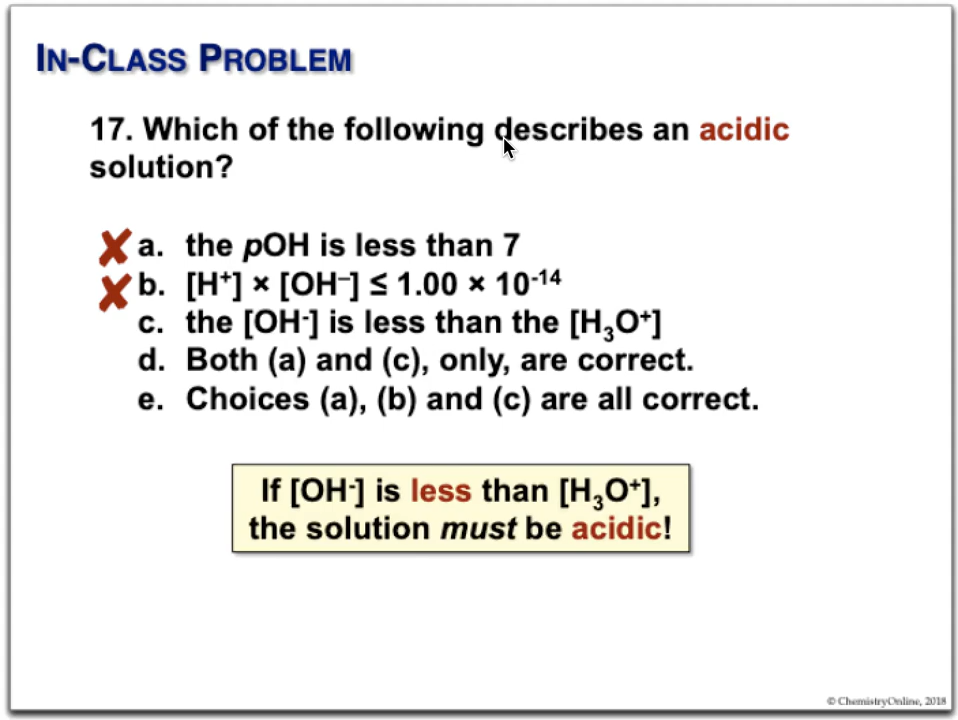 IN-CLASS PROBLEM
17. Which of the following describes an acidic
solution?
✘ a. the pOH is less than 7
✘ b. [H⁺] × [OH⁻] ≤ 1.00 × 10⁻¹⁴
c. the [OH⁻] is less than the [H₃O⁺]
d. Both (a) and (c), only, are correct.
e. Choices (a), (b) and (c) are all correct.
If [OH⁻] is less than [H₃O⁺],
the solution must be acidic!
© ChemistryOnline, 2018